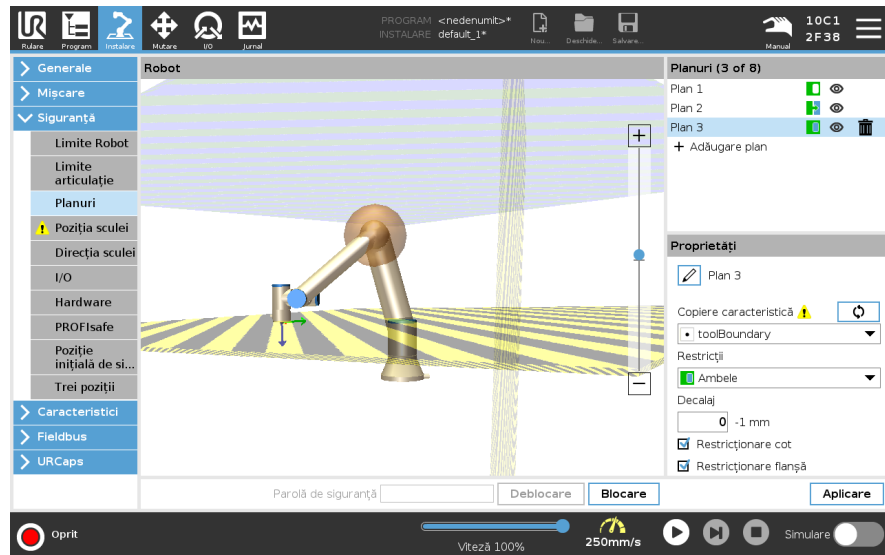 PROGRAM <nedenumit>*
INSTALARE default_1*
Rulare Program Instalare Mutare I/O Jurnal
Nou... Deschide... Salvare...
Manual
10C1
2F38
Generale
Mișcare
Siguranță
Limite Robot
Limite
articulație
Planuri
Poziția sculei
Direcția sculei
I/O
Hardware
PROFIsafe
Poziție
inițială de si...
Trei poziții
Caracteristici
Fieldbus
URCaps
Robot
Parolă de siguranță
Deblocare
Blocare
Planuri (3 of 8)
Plan 1
Plan 2
Plan 3
+ Adăugare plan
Proprietăți
Plan 3
Copiere caracteristică
toolBoundary
Restricții
Ambele
Decalaj
0 -1 mm
Restricționare cot
Restricționare flanșă
Aplicare
Oprit
Viteză 100%
250mm/s
Simulare